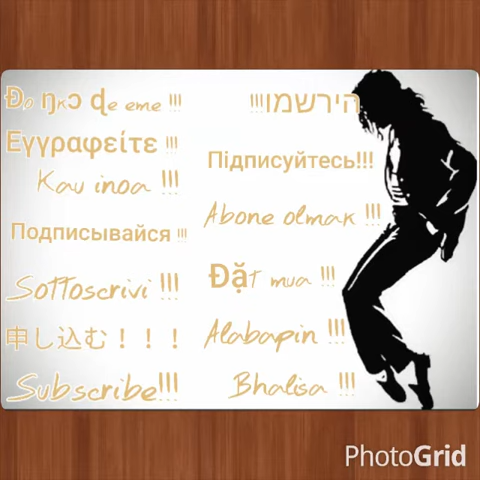 Đo ŋkɔ ɖe eme !!!
Εγγραφείτε !!!
Kau inoa !!!
Подписывайся !!!
Sottoscrivi !!!
申し込む！！！
Subscribe!!!
הירשמו!!!
Підписуйтесь!!!
Abone olmak !!!
Đặt mua !!!
Alabapin !!!
Bhalisa !!!
PhotoGrid